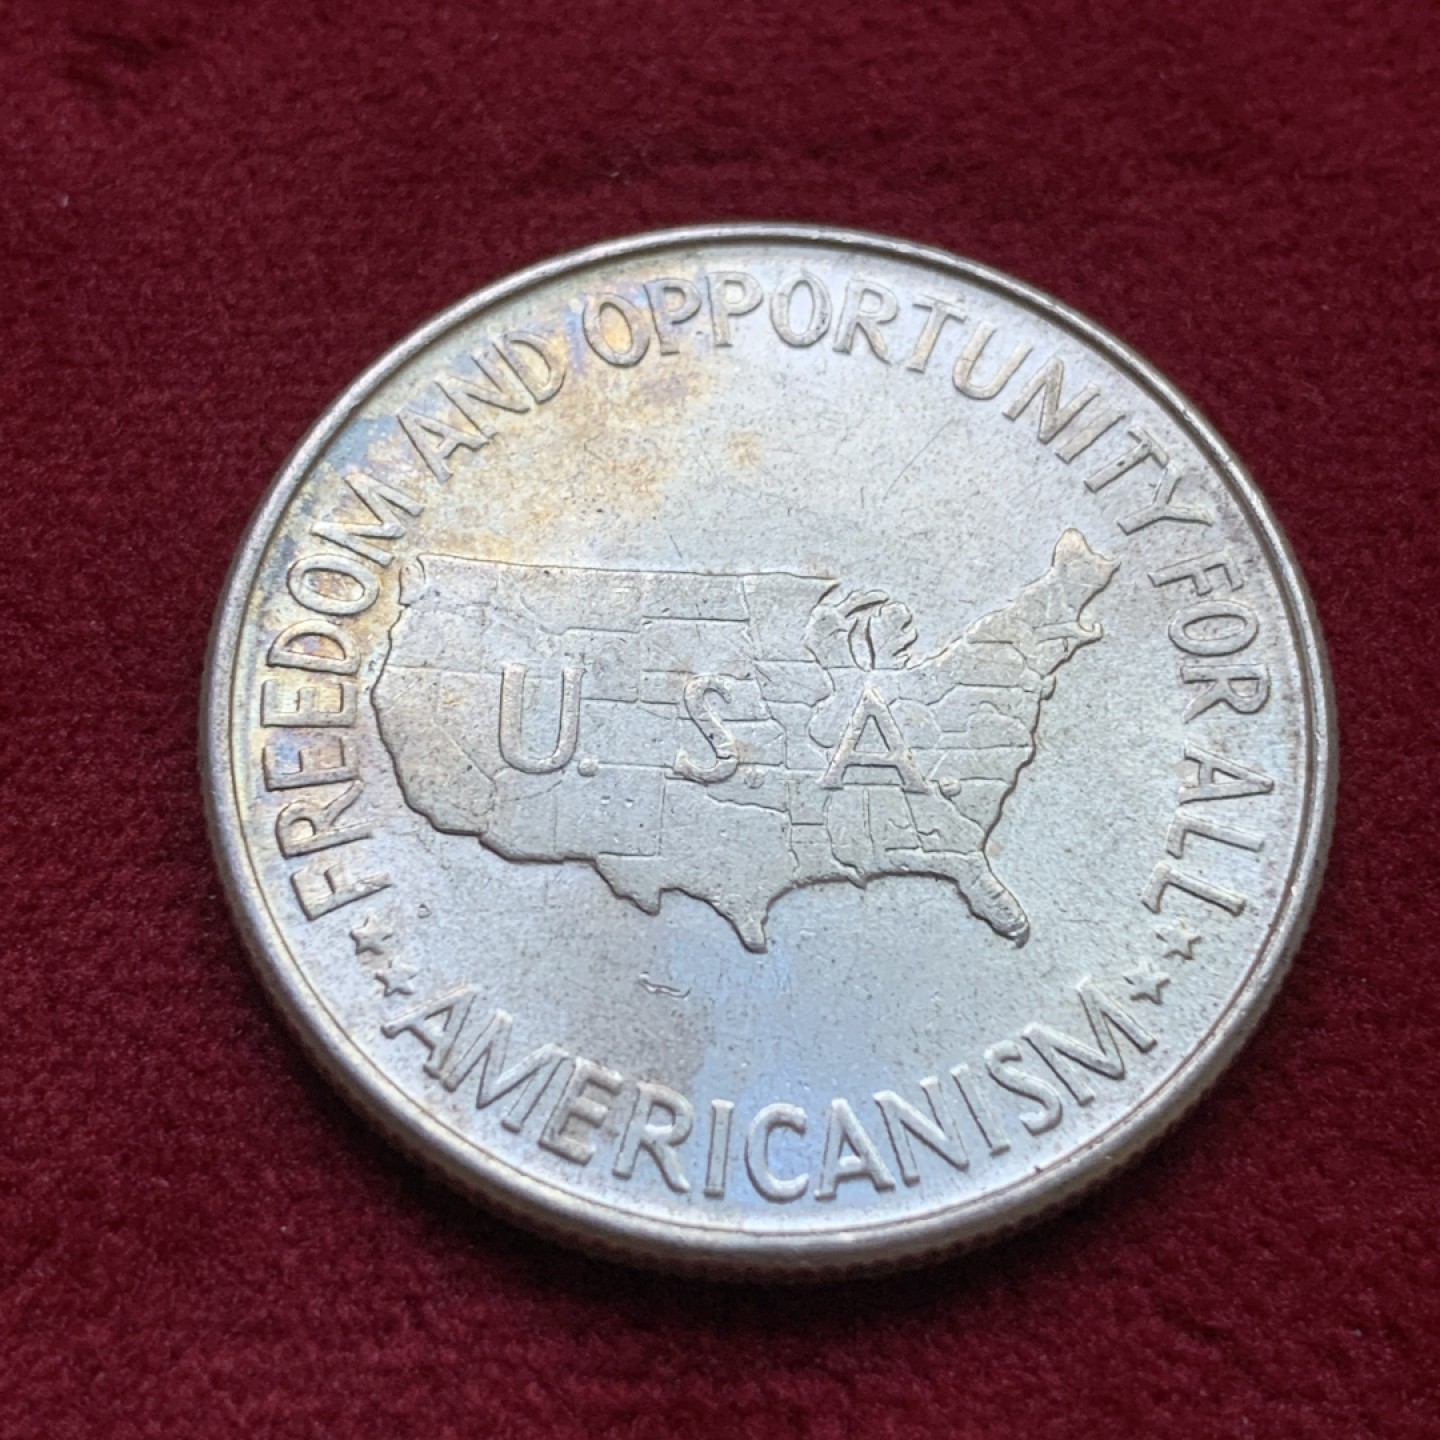 FREEDOM AND OPPORTUNITY FOR ALL
U. S. A.
AMERICANISM